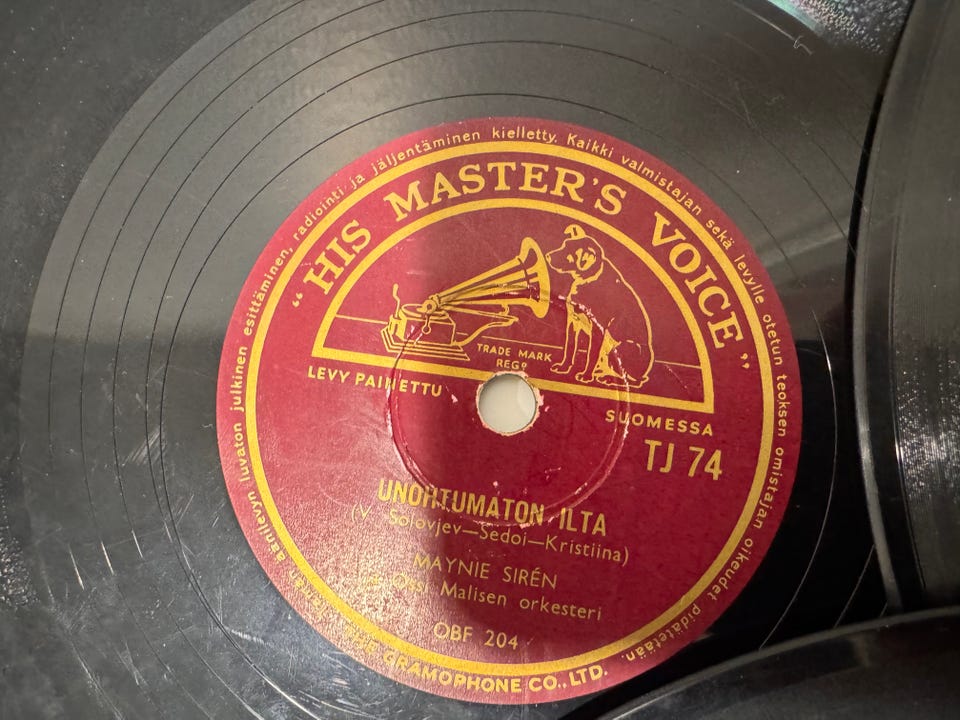 "HIS MASTER'S VOICE"
TRADE MARK
REGD
LEVY PAINETTU
SUOMESSA
TJ 74
UNOHTUMATON ILTA
(V. Solovjev—Sedoi—Kristiina)
MAYNIE SIRÉN
Ossi Malisen orkesteri
OBF 204
THE GRAMOPHONE CO., LTD.
Kaikki valmistajan sekä levylle otetun teoksen omistajan oikeudet pidätetään.
äänilevyn luvaton julkinen esittäminen, radiointi ja jäljentäminen kielletty.